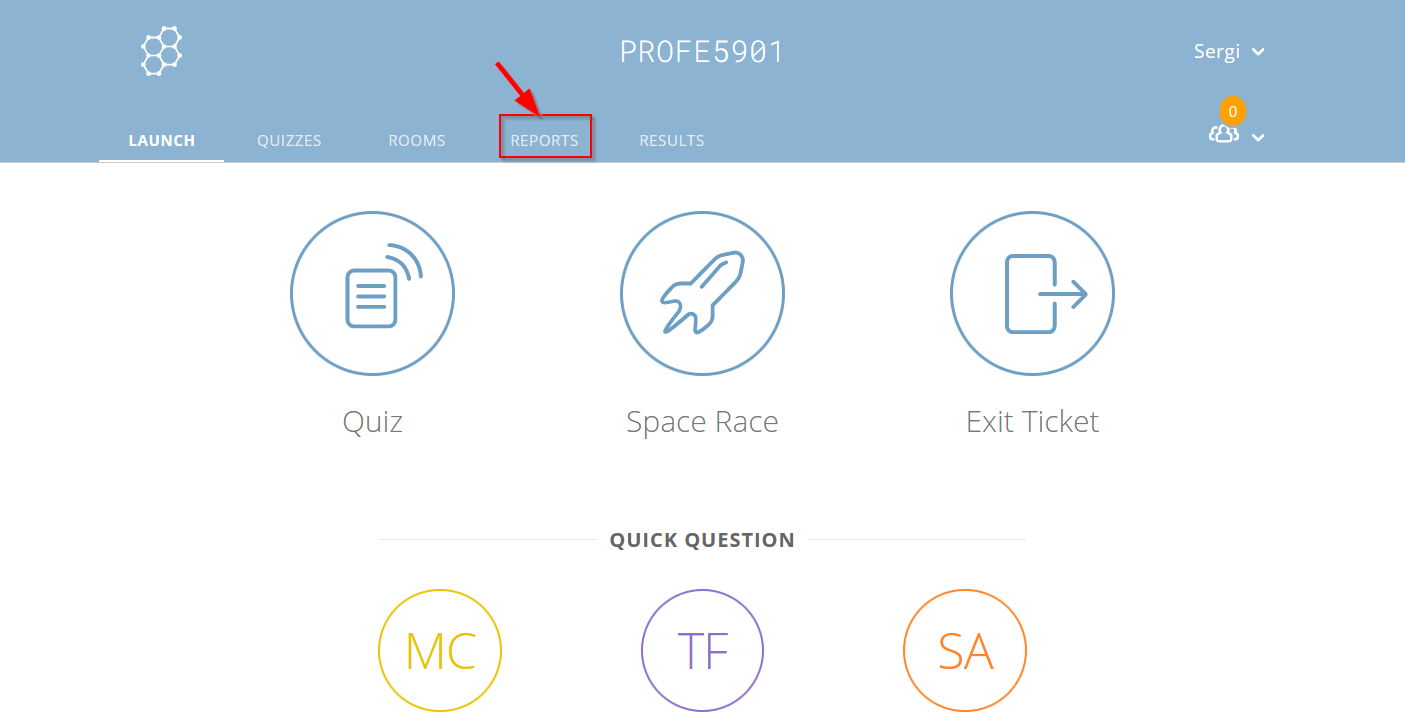 PROFE5901
Sergi
0
LAUNCH QUIZZES ROOMS REPORTS RESULTS
Quiz Space Race Exit Ticket
QUICK QUESTION
MC TF SA